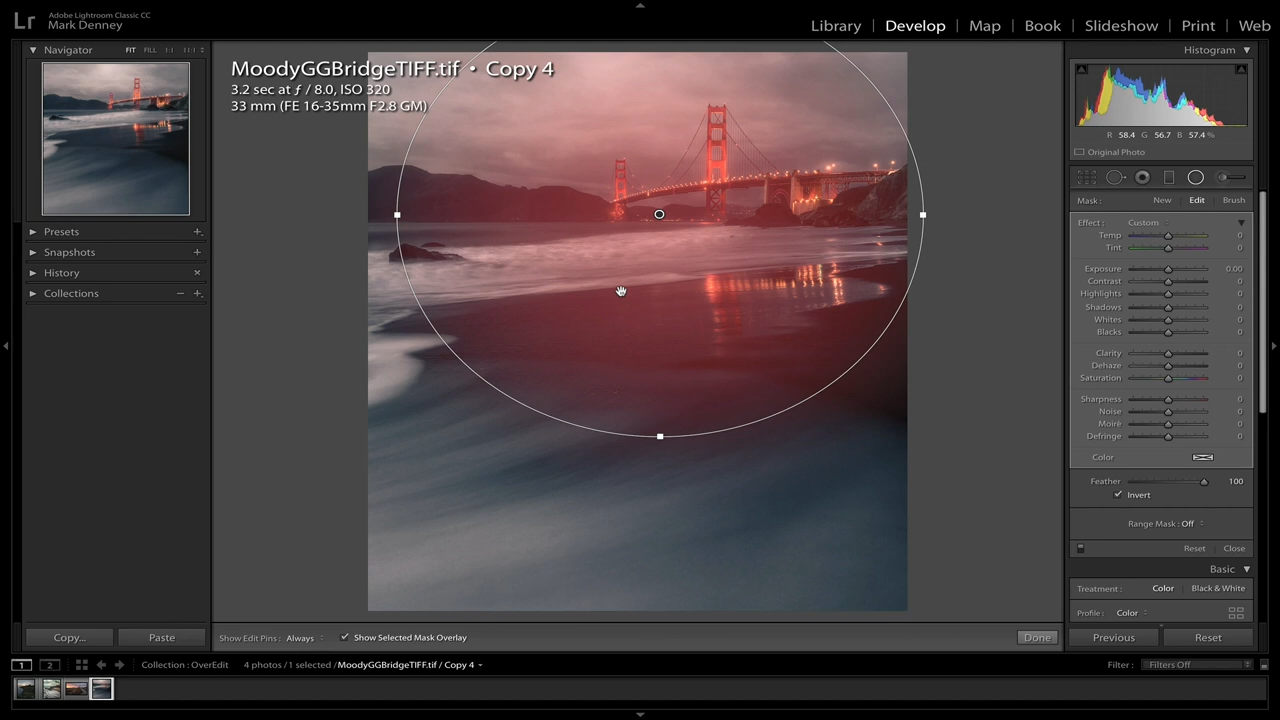 Lr Adobe Lightroom Classic CC
Mark Denney
Library | Develop | Map | Book | Slideshow | Print | Web
Navigator FIT FILL 1:1 11:1
Presets
Snapshots
History
Collections
Copy... Paste
MoodyGGBridgeTIFF.tif • Copy 4
3.2 sec at ƒ / 8.0, ISO 320
33 mm (FE 16-35mm F2.8 GM)
Show Edit Pins: Always Show Selected Mask Overlay Done
Histogram
R 58.4 G 56.7 B 57.4 %
Original Photo
Mask : New Edit Brush
Effect : Custom
Temp 0
Tint 0
Exposure 0.00
Contrast 0
Highlights 0
Shadows 0
Whites 0
Blacks 0
Clarity 0
Dehaze 0
Saturation 0
Sharpness 0
Noise 0
Moiré 0
Defringe 0
Color
Feather 100
Invert
Range Mask : Off
Reset Close
Basic
Treatment : Color Black & White
Profile : Color
Previous Reset
1 2 Collection : OverEdit 4 photos / 1 selected / MoodyGGBridgeTIFF.tif / Copy 4 Filter : Filters Off